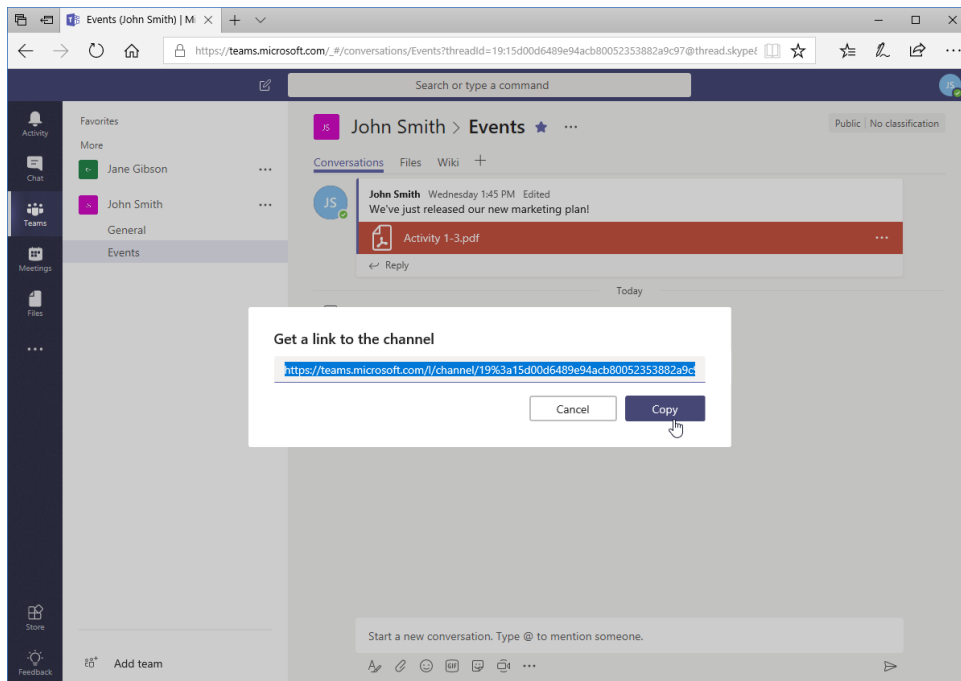 Events (John Smith) | Mi
https://teams.microsoft.com/_#/conversations/Events?threadId=19:15d00d6489e94acb80052353882a9c97@thread.skype&
Search or type a command
JS
Activity
Chat
Teams
Meetings
Files
Store
Feedback
Favorites
More
Jane Gibson
JS
John Smith
General
Events
Add team
JS
John Smith > Events
Public | No classification
Conversations Files Wiki
JS
John Smith Wednesday 1:45 PM Edited
We've just released our new marketing plan!
Activity 1-3.pdf
Reply
Today
Get a link to the channel
https://teams.microsoft.com/l/channel/19%3a15d00d6489e94acb80052353882a9c9
Cancel
Copy
Start a new conversation. Type @ to mention someone.
GIF